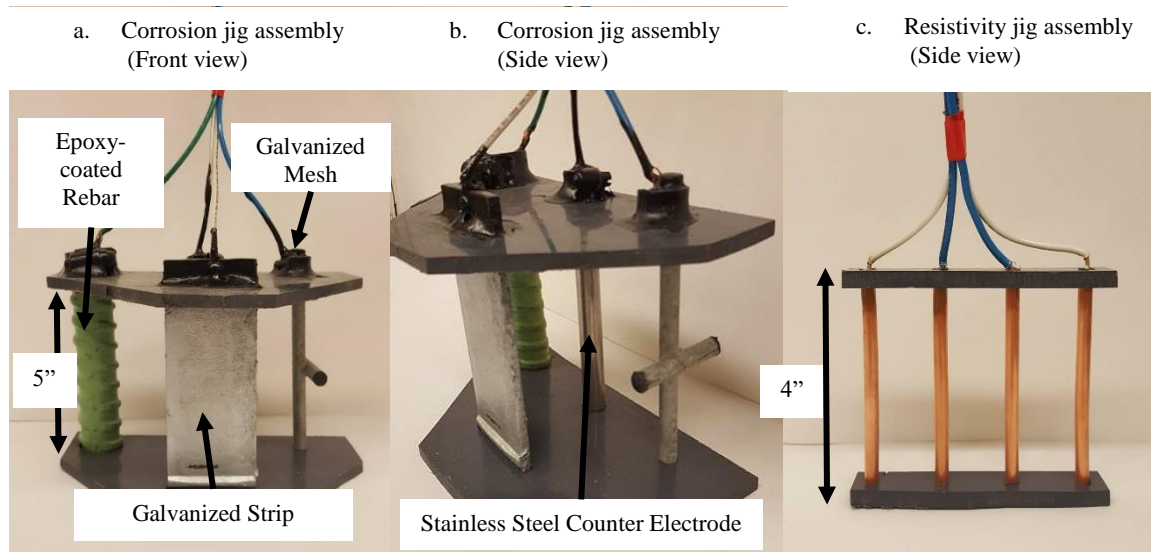 a. Corrosion jig assembly
(Front view)
b. Corrosion jig assembly
(Side view)
c. Resistivity jig assembly
(Side view)
Epoxy-
coated
Rebar
Galvanized
Mesh
5”
Galvanized Strip
Stainless Steel Counter Electrode
4”